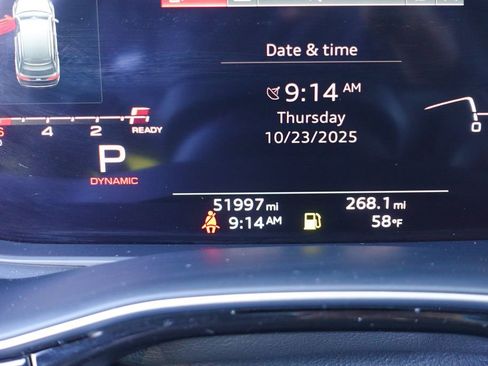 Date & time
9:14 AM
Thursday
10/23/2025
4 2 READY
0
P
DYNAMIC
51997 mi 268.1 mi
9:14 AM 58°F